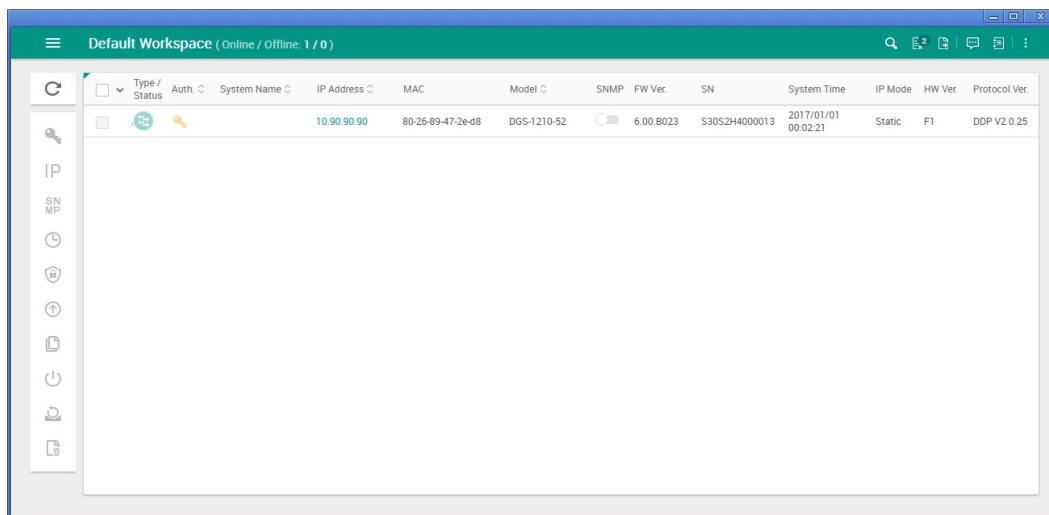 Default Workspace ( Online / Offline: 1 / 0 )
2
Type / Status Auth. System Name IP Address MAC Model SNMP FW Ver. SN System Time IP Mode HW Ver. Protocol Ver.
10.90.90.90 80-26-89-47-2e-d8 DGS-1210-52 6.00.B023 S30S2H4000013 2017/01/01 00:02:21 Static F1 DDP V2 0.25
IP
SN
MP